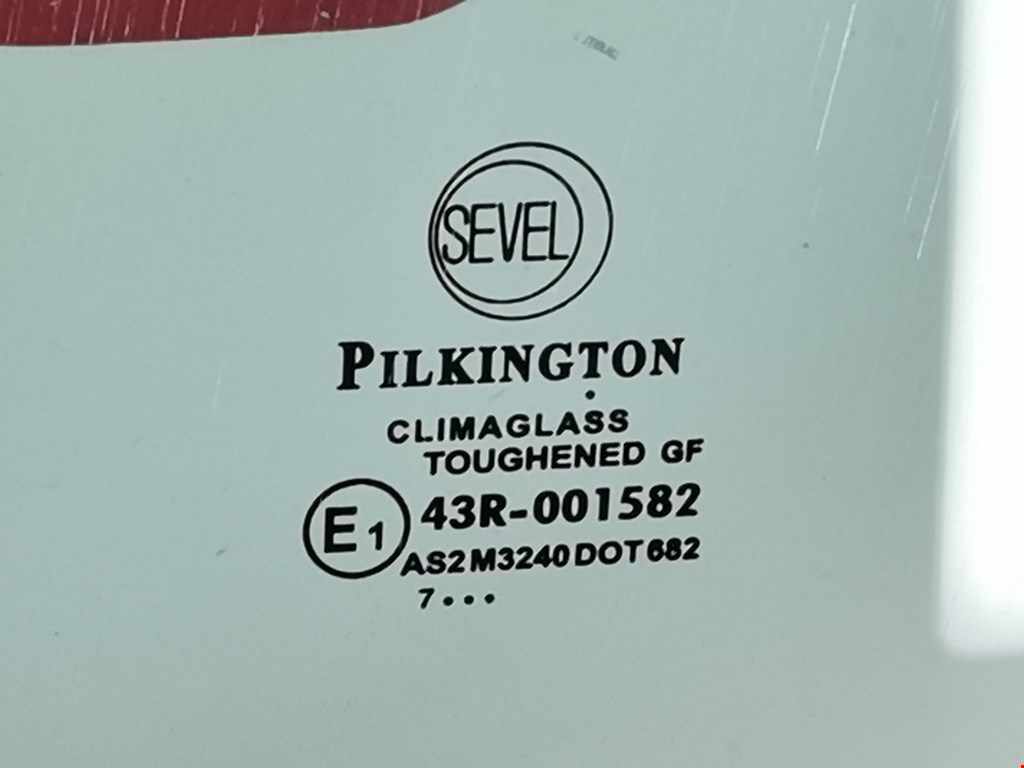 SEVEL
PILKINGTON
CLIMAGLASS
TOUGHENED GF
E1 43R-001582
AS2 M3240 DOT 682
7...